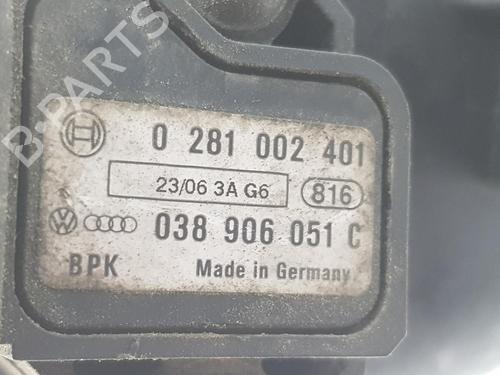 B-PARTS
0 281 002 401
23/06 3A G6 816
038 906 051 C
BPK Made in Germany